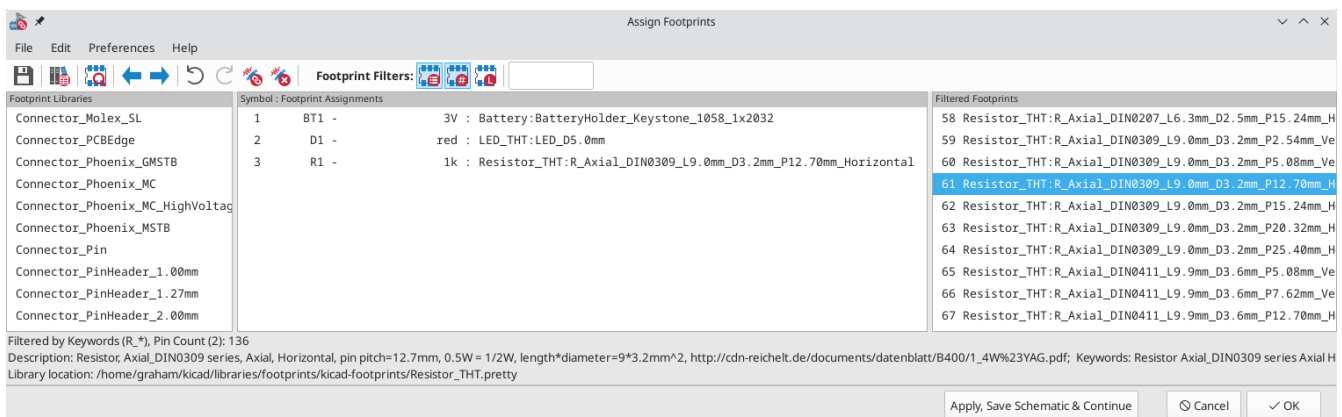 Assign Footprints
File Edit Preferences Help
Footprint Filters:
Footprint Libraries
Connector_Molex_SL
Connector_PCBEdge
Connector_Phoenix_GMSTB
Connector_Phoenix_MC
Connector_Phoenix_MC_HighVoltag
Connector_Phoenix_MSTB
Connector_Pin
Connector_PinHeader_1.00mm
Connector_PinHeader_1.27mm
Connector_PinHeader_2.00mm
Symbol : Footprint Assignments
1 BT1 - 3V : Battery:BatteryHolder_Keystone_1058_1x2032
2 D1 - red : LED_THT:LED_D5.0mm
3 R1 - 1k : Resistor_THT:R_Axial_DIN0309_L9.0mm_D3.2mm_P12.70mm_Horizontal
Filtered Footprints
58 Resistor_THT:R_Axial_DIN0207_L6.3mm_D2.5mm_P15.24mm_H
59 Resistor_THT:R_Axial_DIN0309_L9.0mm_D3.2mm_P2.54mm_Ve
60 Resistor_THT:R_Axial_DIN0309_L9.0mm_D3.2mm_P5.08mm_Ve
61 Resistor_THT:R_Axial_DIN0309_L9.0mm_D3.2mm_P12.70mm_H
62 Resistor_THT:R_Axial_DIN0309_L9.0mm_D3.2mm_P15.24mm_H
63 Resistor_THT:R_Axial_DIN0309_L9.0mm_D3.2mm_P20.32mm_H
64 Resistor_THT:R_Axial_DIN0309_L9.0mm_D3.2mm_P25.40mm_H
65 Resistor_THT:R_Axial_DIN0411_L9.9mm_D3.6mm_P5.08mm_Ve
66 Resistor_THT:R_Axial_DIN0411_L9.9mm_D3.6mm_P7.62mm_Ve
67 Resistor_THT:R_Axial_DIN0411_L9.9mm_D3.6mm_P12.70mm_H
Filtered by Keywords (R_*), Pin Count (2): 136
Description: Resistor, Axial_DIN0309 series, Axial, Horizontal, pin pitch=12.7mm, 0.5W = 1/2W, length*diameter=9*3.2mm^2, http://cdn-reichelt.de/documents/datenblatt/B400/1_4W%23YAG.pdf; Keywords: Resistor Axial_DIN0309 series Axial H
Library location: /home/graham/kicad/libraries/footprints/kicad-footprints/Resistor_THT.pretty
Apply, Save Schematic & Continue Cancel OK